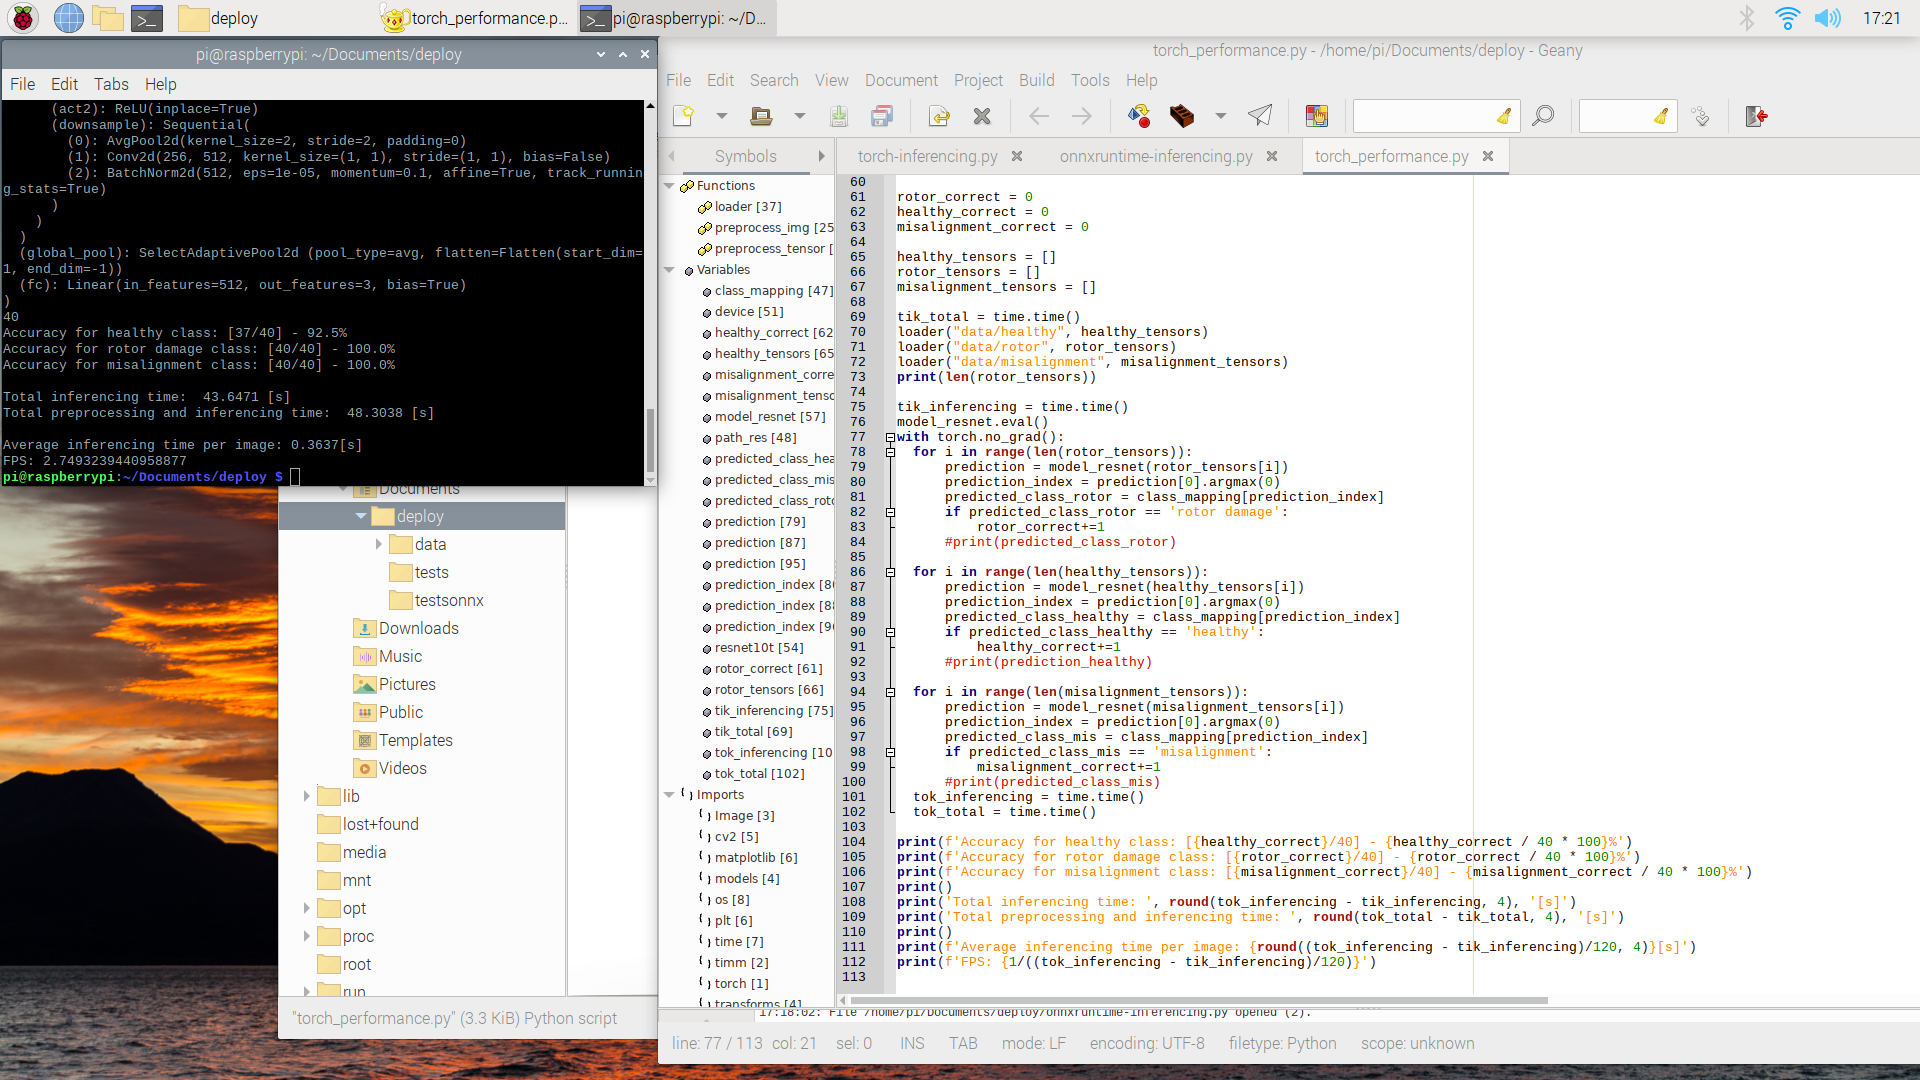 deploy
torch_performance.p...
pi@raspberrypi: ~/D...
17:21
pi@raspberrypi: ~/Documents/deploy
File Edit Tabs Help
(act2): ReLU(inplace=True)
(downsample): Sequential(
(0): AvgPool2d(kernel_size=2, stride=2, padding=0)
(1): Conv2d(256, 512, kernel_size=(1, 1), stride=(1, 1), bias=False)
(2): BatchNorm2d(512, eps=1e-05, momentum=0.1, affine=True, track_runnin
g_stats=True)
)
)
)
(global_pool): SelectAdaptivePool2d (pool_type=avg, flatten=Flatten(start_dim=
1, end_dim=-1))
(fc): Linear(in_features=512, out_features=3, bias=True)
)
40
Accuracy for healthy class: [37/40] - 92.5%
Accuracy for rotor damage class: [40/40] - 100.0%
Accuracy for misalignment class: [40/40] - 100.0%
Total inferencing time:  43.6471 [s]
Total preprocessing and inferencing time:  48.3038 [s]
Average inferencing time per image: 0.3637[s]
FPS: 2.7493239440958877
pi@raspberrypi:~/Documents/deploy $
Documents
deploy
data
tests
testsonnx
Downloads
Music
Pictures
Public
Templates
Videos
lib
lost+found
media
mnt
opt
proc
root
run
"torch_performance.py" (3.3 KiB) Python script
torch_performance.py - /home/pi/Documents/deploy - Geany
File Edit Search View Document Project Build Tools Help
Symbols
torch-inferencing.py
onnxruntime-inferencing.py
torch_performance.py
Functions
loader [37]
preprocess_img [25
preprocess_tensor [
Variables
class_mapping [47]
device [51]
healthy_correct [62
healthy_tensors [65
misalignment_corre
misalignment_tenso
model_resnet [57]
path_res [48]
predicted_class_hea
predicted_class_mis
predicted_class_roto
prediction [79]
prediction [87]
prediction [95]
prediction_index [80
prediction_index [88
prediction_index [96
resnet10t [54]
rotor_correct [61]
rotor_tensors [66]
tik_inferencing [75]
tik_total [69]
tok_inferencing [10
tok_total [102]
Imports
Image [3]
cv2 [5]
matplotlib [6]
models [4]
os [8]
plt [6]
time [7]
timm [2]
torch [1]
transforms [4]
60
61 rotor_correct = 0
62 healthy_correct = 0
63 misalignment_correct = 0
64
65 healthy_tensors = []
66 rotor_tensors = []
67 misalignment_tensors = []
68
69 tik_total = time.time()
70 loader("data/healthy", healthy_tensors)
71 loader("data/rotor", rotor_tensors)
72 loader("data/misalignment", misalignment_tensors)
73 print(len(rotor_tensors))
74
75 tik_inferencing = time.time()
76 model_resnet.eval()
77 with torch.no_grad():
78 for i in range(len(rotor_tensors)):
79 prediction = model_resnet(rotor_tensors[i])
80 prediction_index = prediction[0].argmax(0)
81 predicted_class_rotor = class_mapping[prediction_index]
82 if predicted_class_rotor == 'rotor damage':
83 rotor_correct+=1
84 #print(predicted_class_rotor)
85
86 for i in range(len(healthy_tensors)):
87 prediction = model_resnet(healthy_tensors[i])
88 prediction_index = prediction[0].argmax(0)
89 predicted_class_healthy = class_mapping[prediction_index]
90 if predicted_class_healthy == 'healthy':
91 healthy_correct+=1
92 #print(prediction_healthy)
93
94 for i in range(len(misalignment_tensors)):
95 prediction = model_resnet(misalignment_tensors[i])
96 prediction_index = prediction[0].argmax(0)
97 predicted_class_mis = class_mapping[prediction_index]
98 if predicted_class_mis == 'misalignment':
99 misalignment_correct+=1
100 #print(predicted_class_mis)
101 tok_inferencing = time.time()
102 tok_total = time.time()
103
104 print(f'Accuracy for healthy class: [{healthy_correct}/40] - {healthy_correct / 40 * 100}%')
105 print(f'Accuracy for rotor damage class: [{rotor_correct}/40] - {rotor_correct / 40 * 100}%')
106 print(f'Accuracy for misalignment class: [{misalignment_correct}/40] - {misalignment_correct / 40 * 100}%')
107 print()
108 print('Total inferencing time: ', round(tok_inferencing - tik_inferencing, 4), '[s]')
109 print('Total preprocessing and inferencing time: ', round(tok_total - tik_total, 4), '[s]')
110 print()
111 print(f'Average inferencing time per image: {round((tok_inferencing - tik_inferencing)/120, 4)}[s]')
112 print(f'FPS: {1/((tok_inferencing - tik_inferencing)/120)}')
113
17:18:02: File /home/pi/Documents/deploy/onnxruntime-inferencing.py opened (2).
line: 77 / 113 col: 21 sel: 0 INS TAB mode: LF encoding: UTF-8 filetype: Python scope: unknown